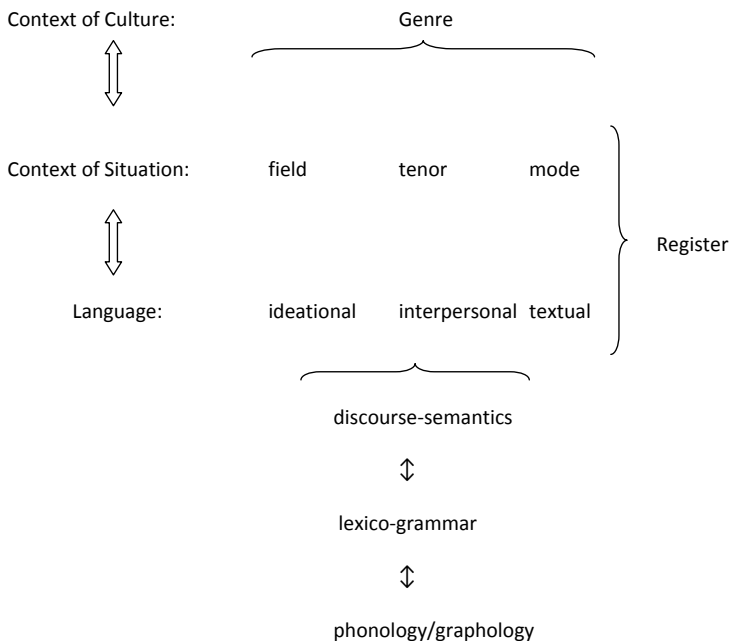 Context of Culture: Genre
Context of Situation: field tenor mode
Register
Language: ideational interpersonal textual
discourse-semantics
lexico-grammar
phonology/graphology